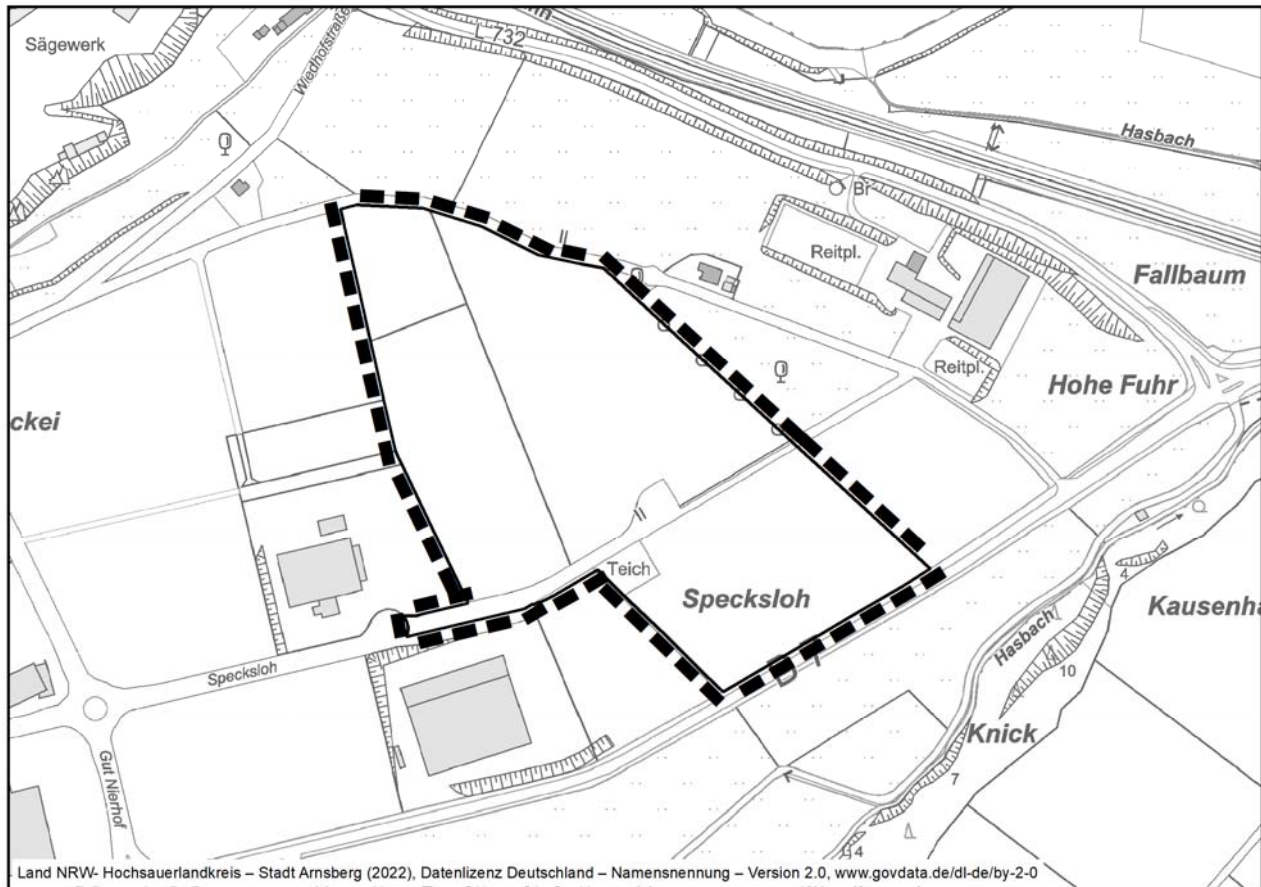 Sägewerk
Wiedhofstraße
L 732
Hasbach
Br
Reitpl.
Fallbaum
Reitpl.
Hohe Fuhr
ckei
Teich
Specksloh
4
Kausenha
Hasbach
10
Specksloh
Knick
Gut Nierhof
7
4
Land NRW- Hochsauerlandkreis – Stadt Arnsberg (2022), Datenlizenz Deutschland – Namensnennung – Version 2.0, www.govdata.de/dl-de/by-2-0